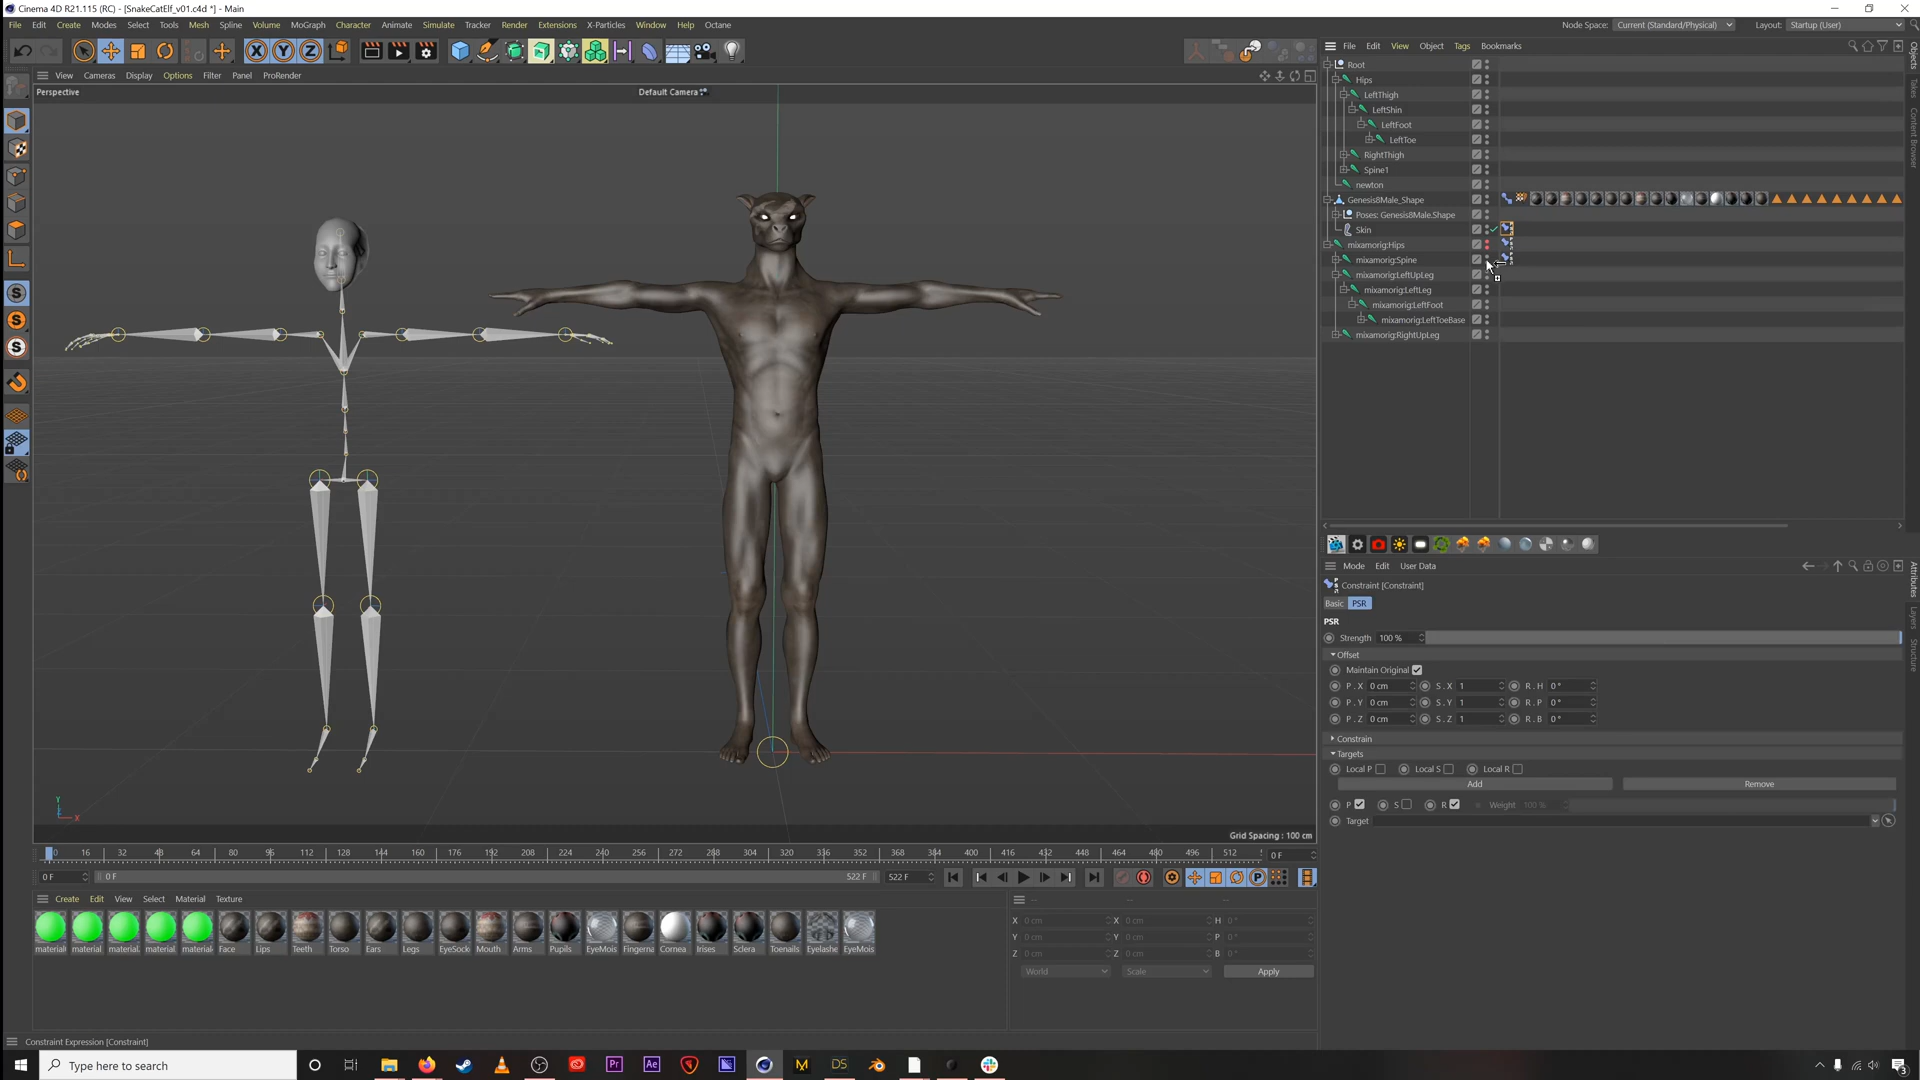 Cinema 4D R21.115 (RC) - [SnakeCatElf_v01.c4d *] - Main
File Edit Create Modes Select Tools Mesh Spline Volume MoGraph Character Animate Simulate Tracker Render Extensions X-Particles Window Help Octane
Node Space: Current (Standard/Physical) Layout: Startup (User)
File Edit View Object Tags Bookmarks
View Cameras Display Options Filter Panel ProRender
Perspective
Default Camera
Root
Hips
LeftThigh
LeftShin
LeftFoot
LeftToe
RightThigh
Spine1
newton
Genesis8Male_Shape
Poses: Genesis8Male.Shape
Skin
mixamorig:Hips
mixamorig:Spine
mixamorig:LeftUpLeg
mixamorig:LeftLeg
mixamorig:LeftFoot
mixamorig:LeftToeBase
mixamorig:RightUpLeg
Objects
Takes
Content Browser
Mode Edit User Data
Constraint [Constraint]
Basic PSR
PSR
Strength 100 %
Offset
Maintain Original
P . X 0 cm S . X 1 R . H 0 °
P . Y 0 cm S . Y 1 R . P 0 °
P . Z 0 cm S . Z 1 R . B 0 °
Constrain
Targets
Local P Local S Local R
Add Remove
P S R Weight 100 %
Target
Attributes
Layers
Structure
Y
X
Grid Spacing : 100 cm
0 16 32 48 64 80 96 112 128 144 160 176 192 208 224 240 256 272 288 304 320 336 352 368 384 400 416 432 448 464 480 496 512
0 F
0 F 0 F 522 F 522 F
Create Edit View Select Material Texture
material material material material material Face Lips Teeth Torso Ears Legs EyeSock Mouth Arms Pupils EyeMois Fingerna Cornea Irises Sclera Toenails Eyelashe EyeMois
X 0 cm X 0 cm H 0 °
Y 0 cm Y 0 cm P 0 °
Z 0 cm Z 0 cm B 0 °
World Scale Apply
Constraint Expression [Constraint]
Type here to search
Pr Ae M DS
3